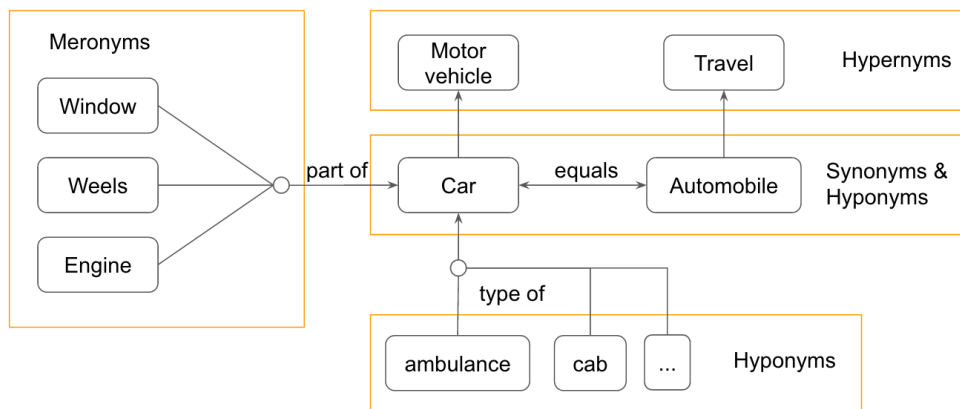 Meronyms
Window
Weels
Engine
part of
Motor
vehicle
Travel
Hypernyms
Car
equals
Automobile
Synonyms &
Hyponyms
type of
ambulance
cab
...
Hyponyms